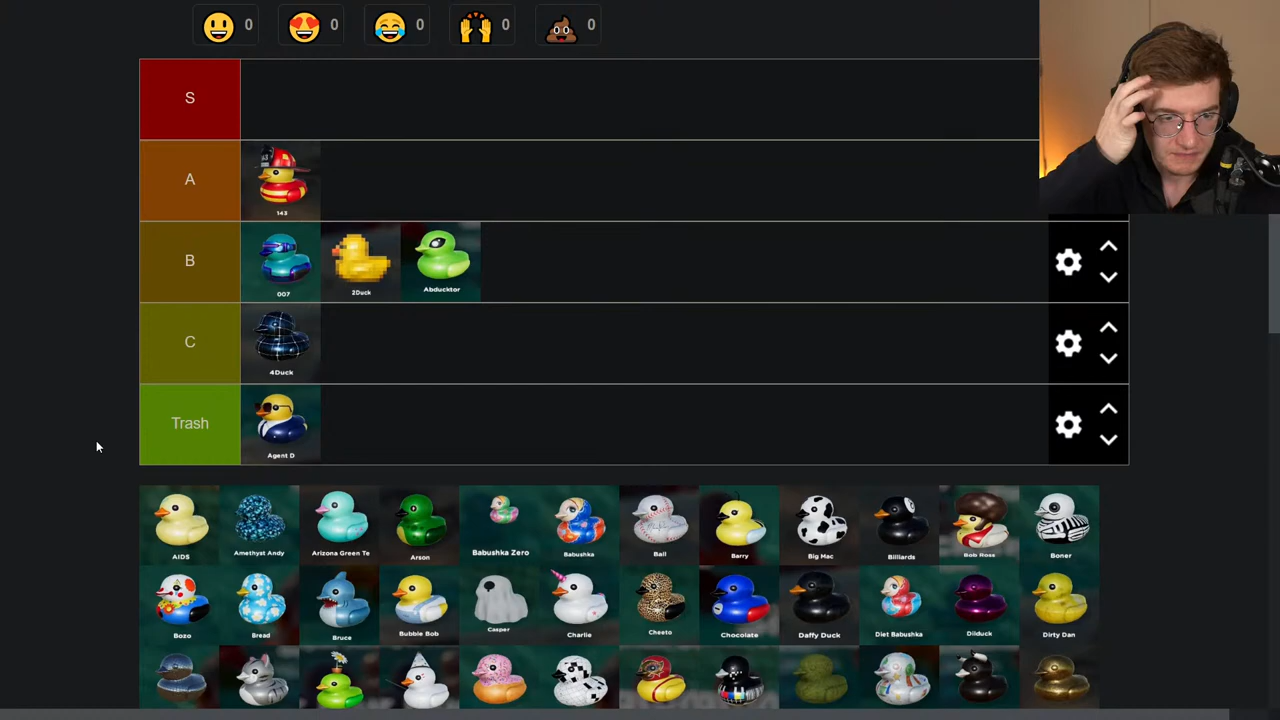 0 0 0 0 0
S
A
143
B
007 2Duck Abducktor
C
4Duck
Trash
Agent D
AIDS Amethyst Andy Arizona Green Te Arson Babushka Zero Babushka Ball Barry Big Mac Billiards Bob Ross Boner
Bozo Bread Bruce Bubble Bob Casper Charlie Cheeto Chocolate Daffy Duck Diet Babushka Dilduck Dirty Dan